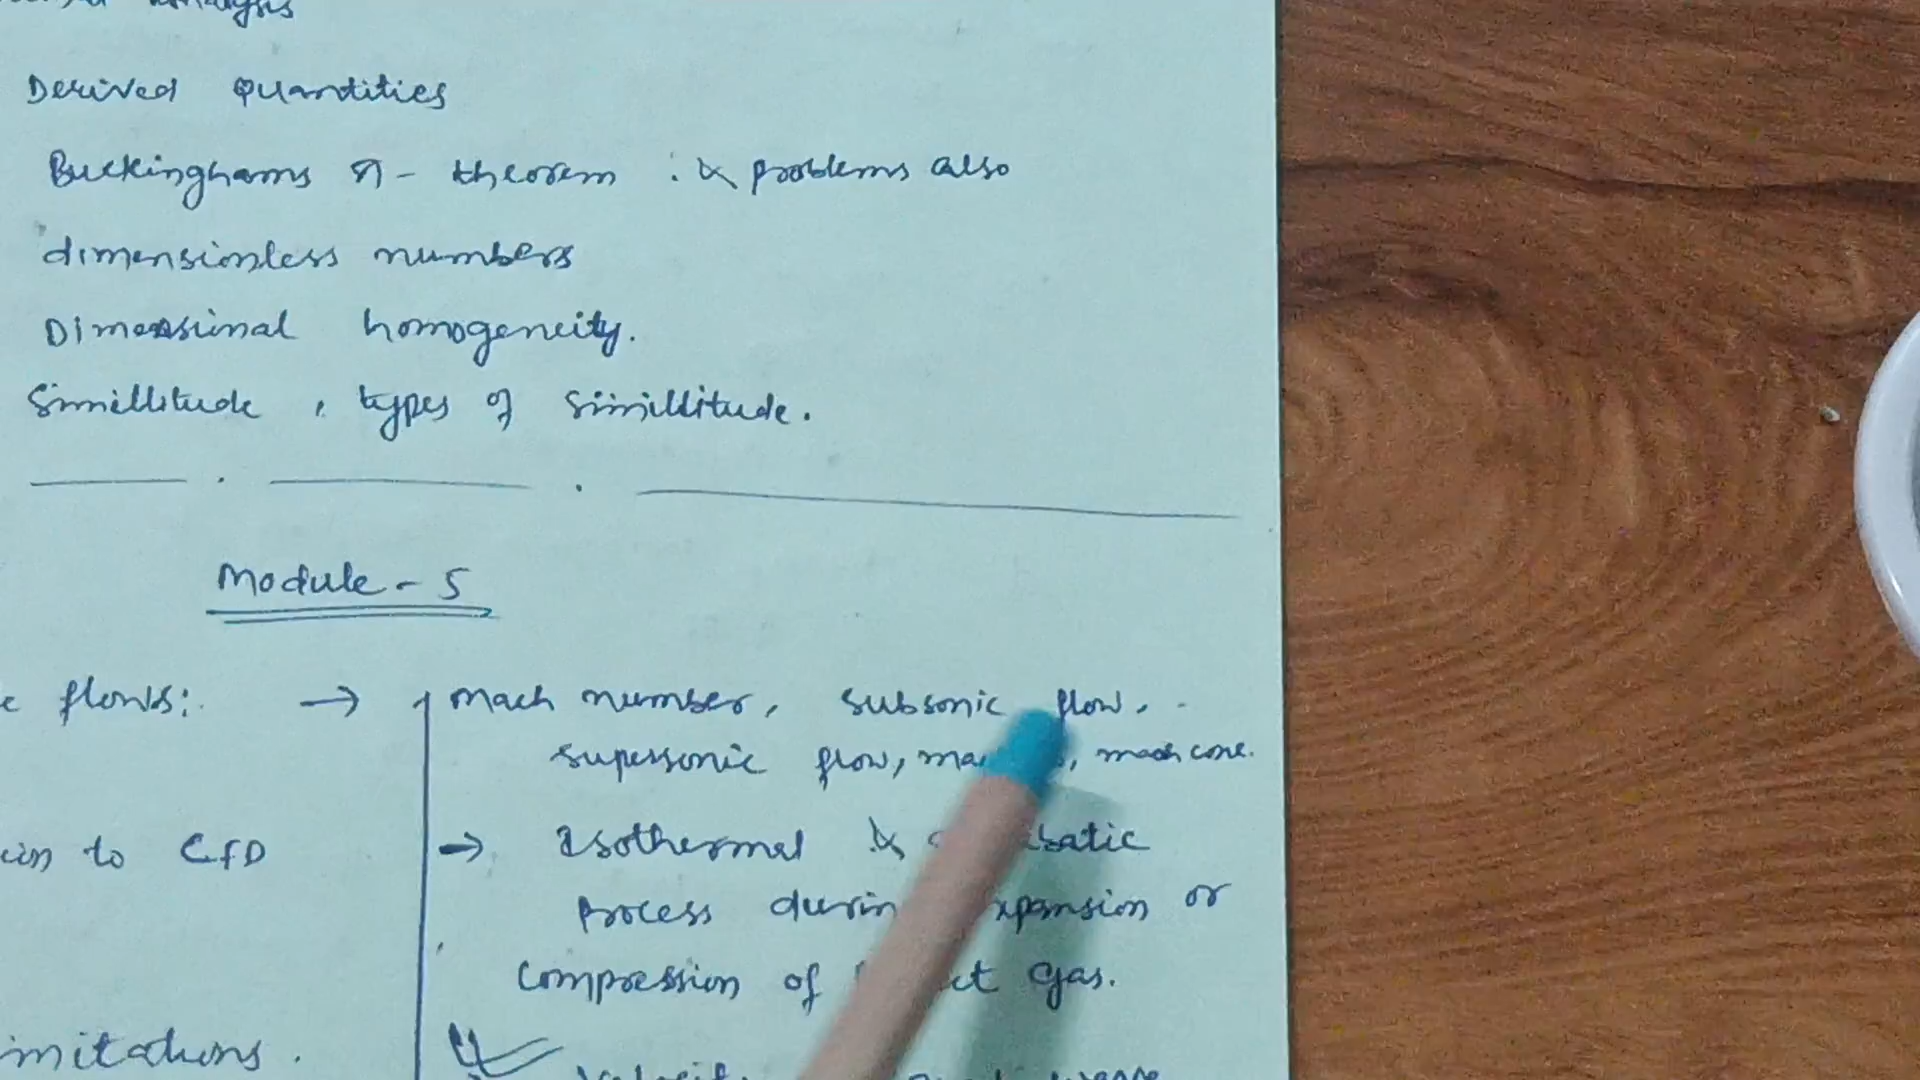 Derived Quantities
Buckinghams π - theorem : & problems also
dimensionless numbers
Dimensional homogeneity.
Simillitude , types of Simillitude.
Module - 5
flows: → Mach number, Subsonic flow,
Supersonic flow, mach cone.
to CFD → Isothermal &
Process or
Compression of Gas.